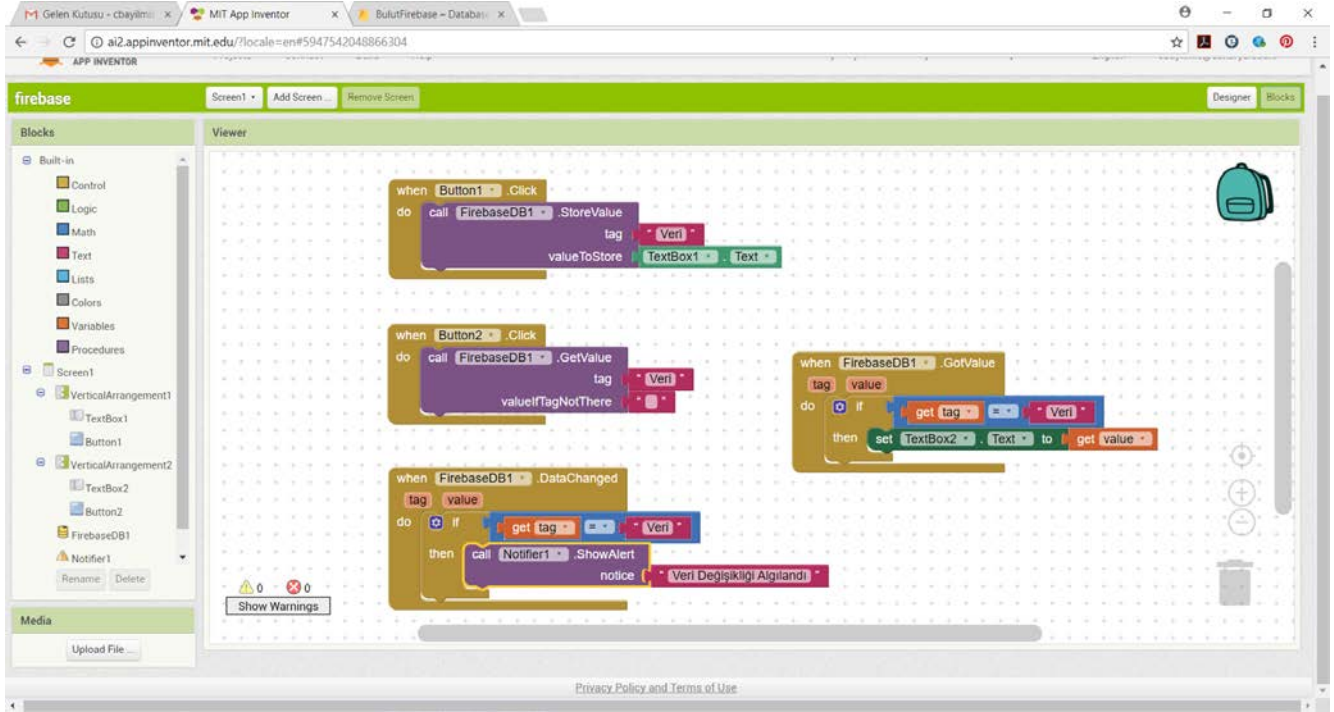 Gelen Kutusu - cbayilmı
MIT App Inventor
BulutFirebase – Database
ai2.appinventor.mit.edu/?locale=en#5947542048866304
APP INVENTOR
firebase
Screen1
Add Screen ...
Remove Screen
Designer
Blocks
Blocks
Viewer
Built-in
Control
Logic
Math
Text
Lists
Colors
Variables
Procedures
Screen1
VerticalArrangement1
TextBox1
Button1
VerticalArrangement2
TextBox2
Button2
FirebaseDB1
Notifier1
Rename Delete
Media
Upload File ...
when Button1 .Click
do call FirebaseDB1 .StoreValue
tag " Veri "
valueToStore TextBox1 . Text
when Button2 .Click
do call FirebaseDB1 .GetValue
tag " Veri "
valueIfTagNotThere " "
when FirebaseDB1 .DataChanged
tag value
do if get tag = " Veri "
then call Notifier1 .ShowAlert
notice " Veri Değişikliği Algılandı "
when FirebaseDB1 .GotValue
tag value
do if get tag = " Veri "
then set TextBox2 . Text to get value
0 0
Show Warnings
Privacy Policy and Terms of Use